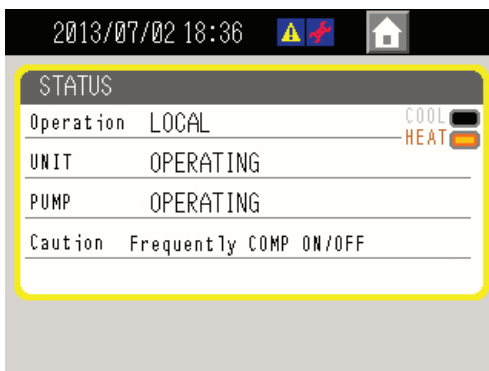 2013/07/02 18:36
STATUS
Operation LOCAL
COOL
HEAT
UNIT OPERATING
PUMP OPERATING
Caution Frequently COMP ON/OFF